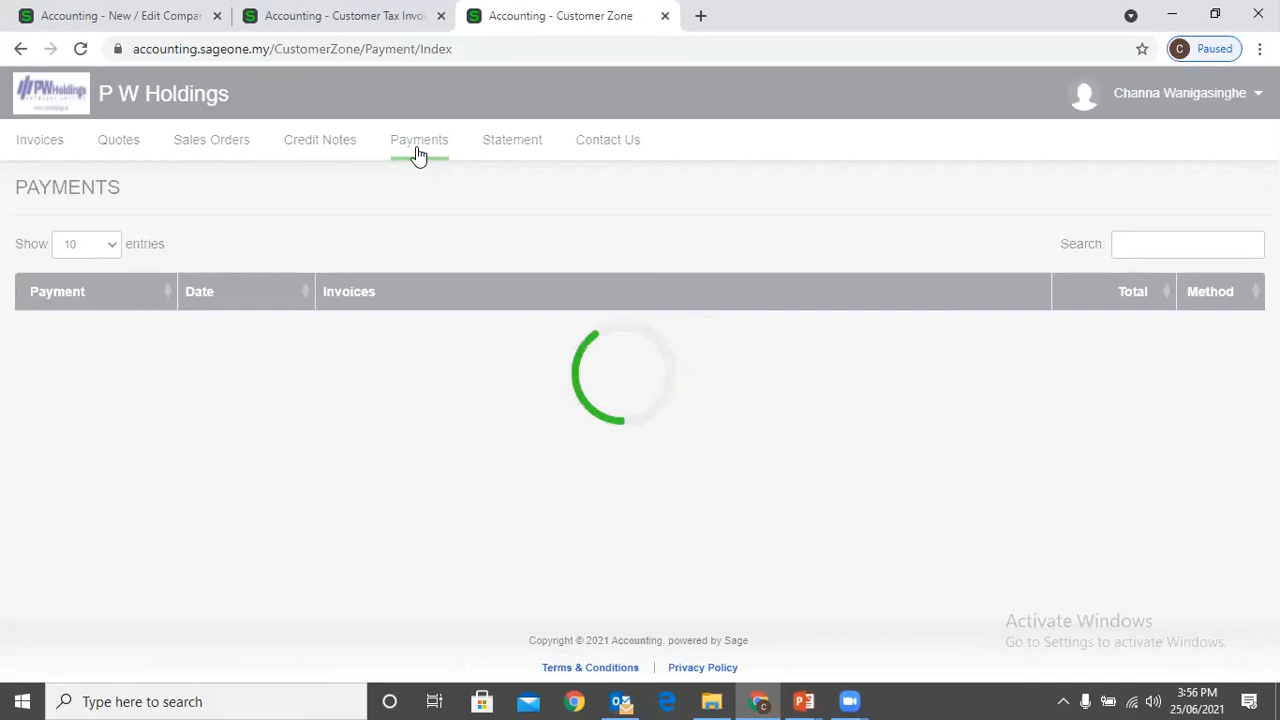 Accounting - New / Edit Compa
Accounting - Customer Tax Invoi
Accounting - Customer Zone
accounting.sageone.my/CustomerZone/Payment/Index
C
Paused
PW Holdings
P W Holdings
Channa Wanigasinghe
Invoices
Quotes
Sales Orders
Credit Notes
Payments
Statement
Contact Us
PAYMENTS
Show 10 entries
Search:
Payment
Date
Invoices
Total
Method
Activate Windows
Go to Settings to activate Windows.
Copyright © 2021 Accounting, powered by Sage
Terms & Conditions | Privacy Policy
Type here to search
3:56 PM
25/06/2021